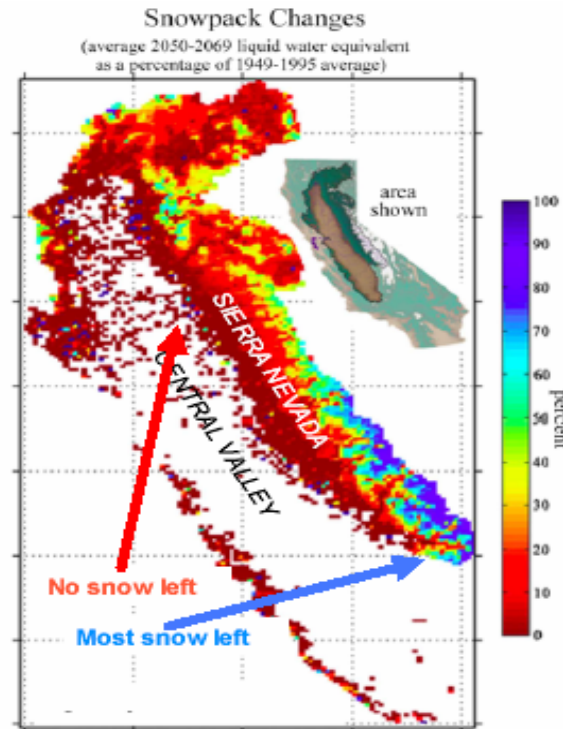 Snowpack Changes
(average 2050-2069 liquid water equivalent
as a percentage of 1949-1995 average)
area
shown
100
90
80
70
60
50
40
30
20
10
0
percent
SIERRA NEVADA
CENTRAL VALLEY
No snow left
Most snow left